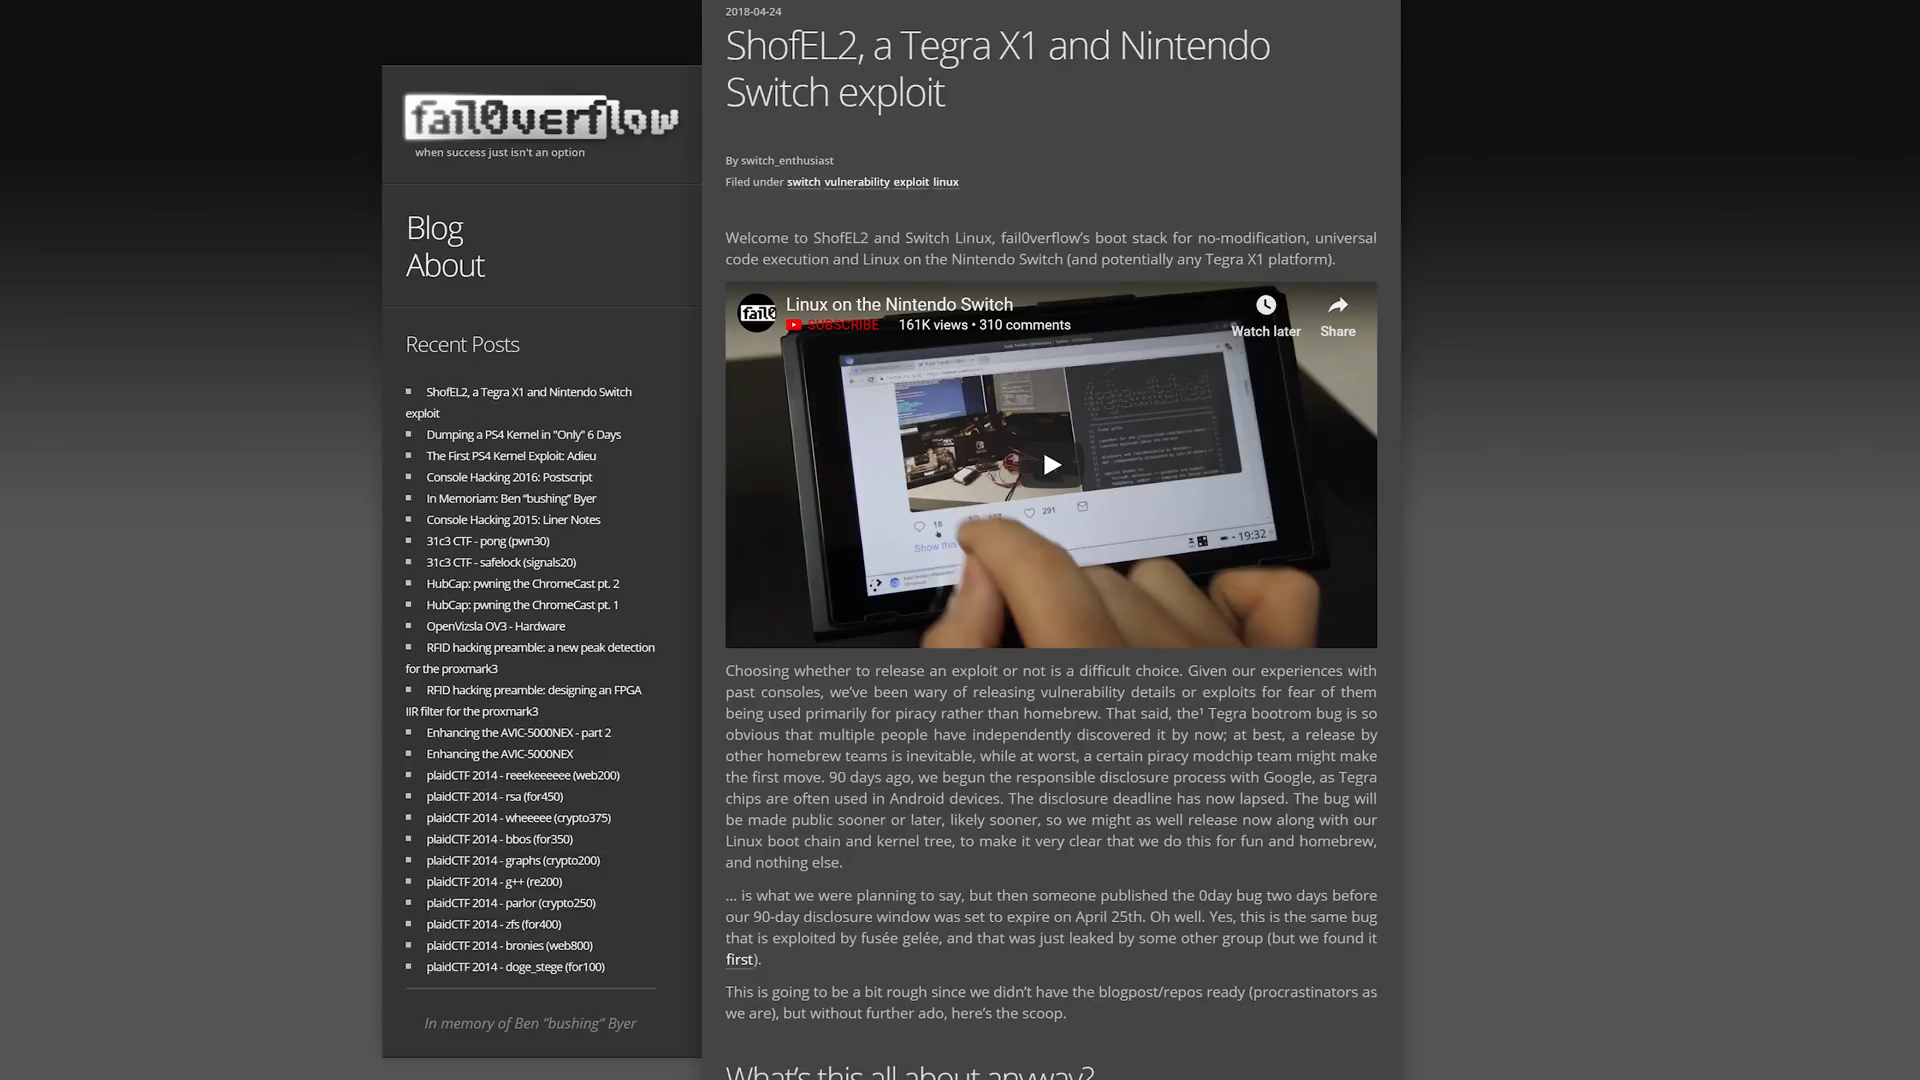 2018-04-24
ShofEL2, a Tegra X1 and Nintendo
Switch exploit
fail0verflow
when success just isn't an option
By switch_enthusiast
Filed under switch vulnerability exploit linux
Blog
About
Welcome to ShofEL2 and Switch Linux, fail0verflow's boot stack for no-modification, universal
code execution and Linux on the Nintendo Switch (and potentially any Tegra X1 platform).
Linux on the Nintendo Switch
SUBSCRIBE 161K views • 310 comments
Watch later
Share
18
291
Show this
19:32
Recent Posts
ShofEL2, a Tegra X1 and Nintendo Switch
exploit
Dumping a PS4 Kernel in "Only" 6 Days
The First PS4 Kernel Exploit: Adieu
Console Hacking 2016: Postscript
In Memoriam: Ben “bushing” Byer
Console Hacking 2015: Liner Notes
31c3 CTF - pong (pwn30)
31c3 CTF - safelock (signals20)
HubCap: pwning the ChromeCast pt. 2
HubCap: pwning the ChromeCast pt. 1
OpenVizsla OV3 - Hardware
RFID hacking preamble: a new peak detection
for the proxmark3
RFID hacking preamble: designing an FPGA
IIR filter for the proxmark3
Enhancing the AVIC-5000NEX - part 2
Enhancing the AVIC-5000NEX
plaidCTF 2014 - reeekeeeeee (web200)
plaidCTF 2014 - rsa (for450)
plaidCTF 2014 - wheeeee (crypto375)
plaidCTF 2014 - bbos (for350)
plaidCTF 2014 - graphs (crypto200)
plaidCTF 2014 - g++ (re200)
plaidCTF 2014 - parlor (crypto250)
plaidCTF 2014 - zfs (for400)
plaidCTF 2014 - bronies (web800)
plaidCTF 2014 - doge_stege (for100)
In memory of Ben “bushing“ Byer
Choosing whether to release an exploit or not is a difficult choice. Given our experiences with
past consoles, we've been wary of releasing vulnerability details or exploits for fear of them
being used primarily for piracy rather than homebrew. That said, the¹ Tegra bootrom bug is so
obvious that multiple people have independently discovered it by now; at best, a release by
other homebrew teams is inevitable, while at worst, a certain piracy modchip team might make
the first move. 90 days ago, we begun the responsible disclosure process with Google, as Tegra
chips are often used in Android devices. The disclosure deadline has now lapsed. The bug will
be made public sooner or later, likely sooner, so we might as well release now along with our
Linux boot chain and kernel tree, to make it very clear that we do this for fun and homebrew,
and nothing else.
... is what we were planning to say, but then someone published the 0day bug two days before
our 90-day disclosure window was set to expire on April 25th. Oh well. Yes, this is the same bug
that is exploited by fusée gelée, and that was just leaked by some other group (but we found it
first).
This is going to be a bit rough since we didn't have the blogpost/repos ready (procrastinators as
we are), but without further ado, here's the scoop.
What's this all about anyway?